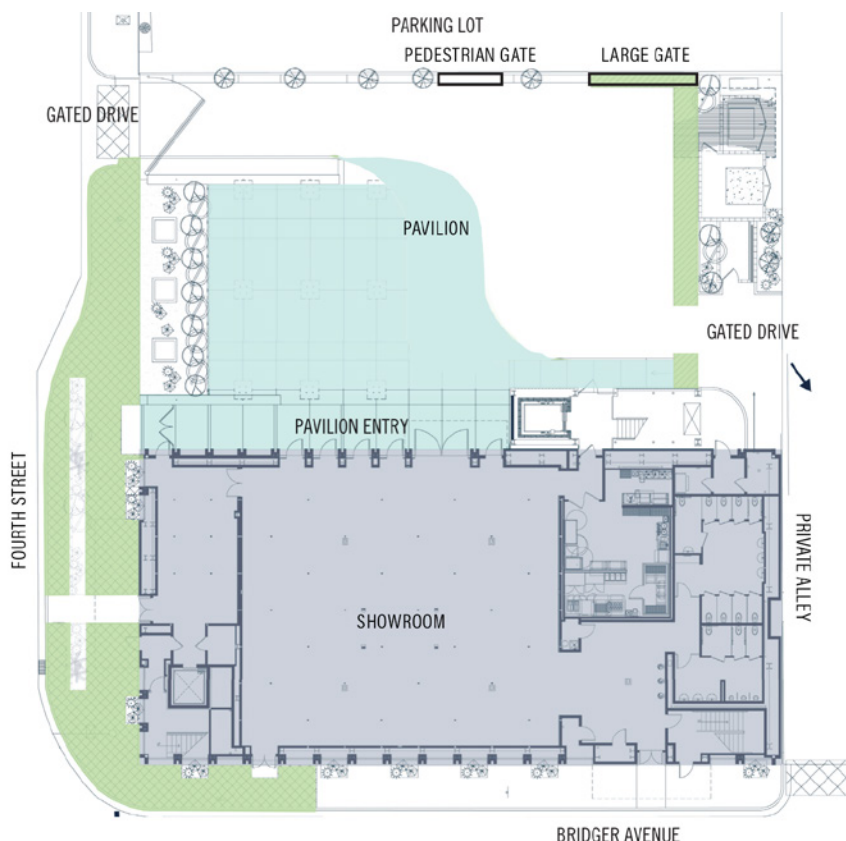 PARKING LOT
PEDESTRIAN GATE
LARGE GATE
GATED DRIVE
PAVILION
GATED DRIVE
PAVILION ENTRY
FOURTH STREET
PRIVATE ALLEY
SHOWROOM
BRIDGER AVENUE